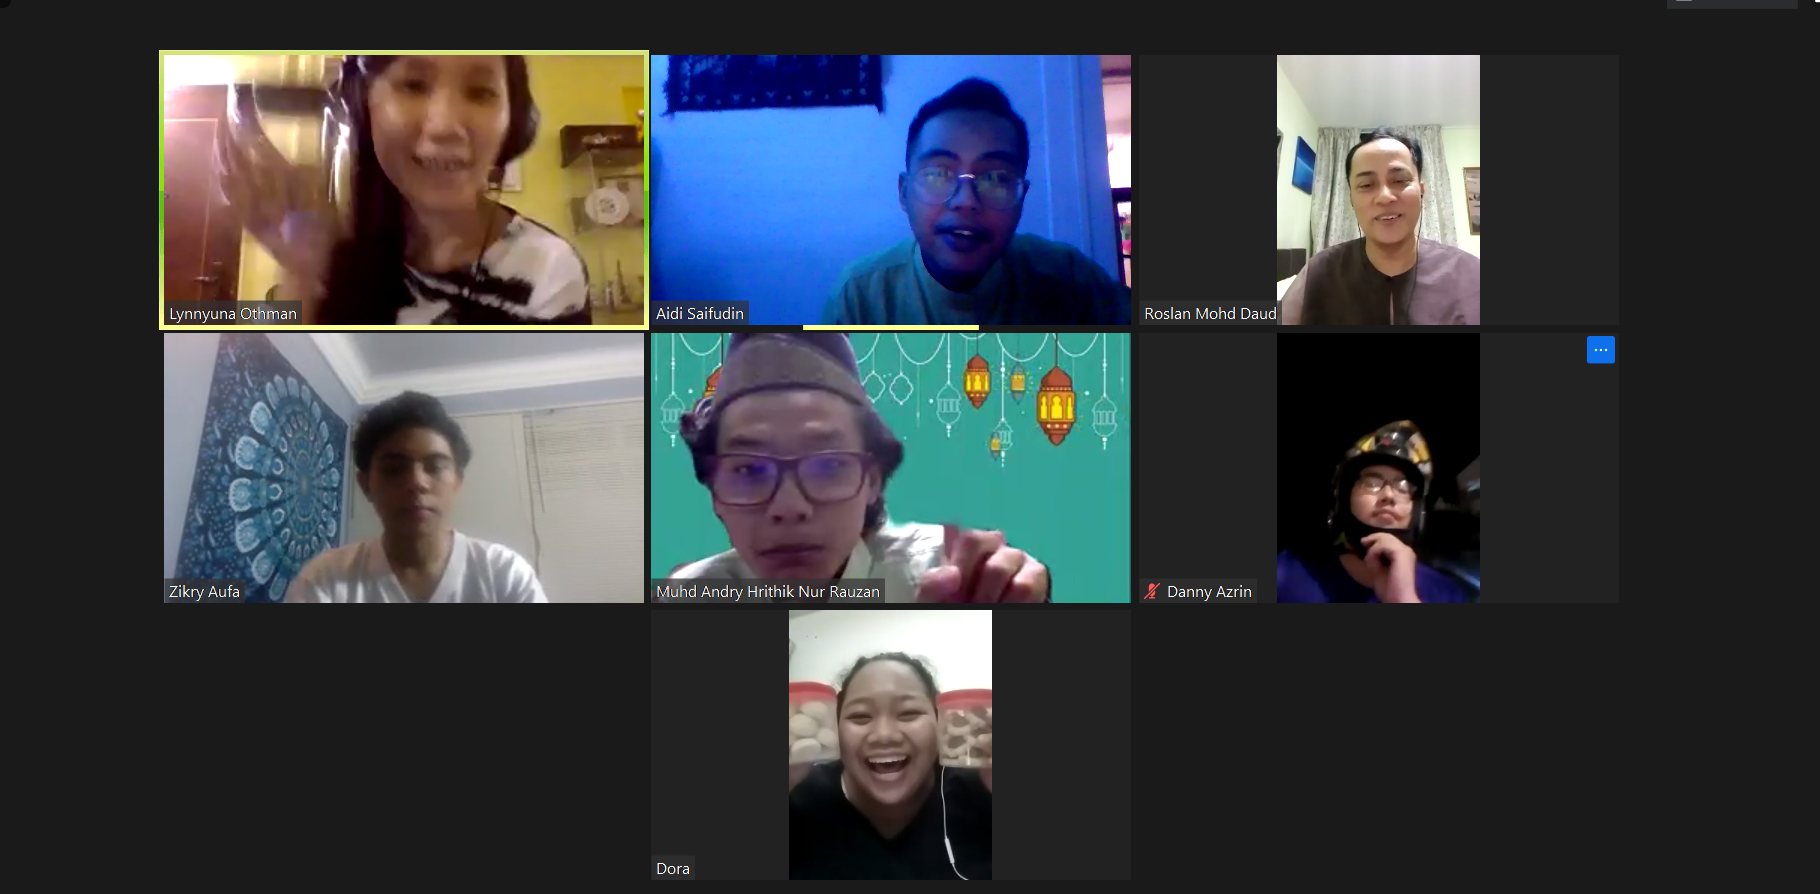 Lynnyuna Othman
Aidi Saifudin
Roslan Mohd Daud
Zikry Aufa
Muhd Andry Hrithik Nur Rauzan
Danny Azrin
Dora